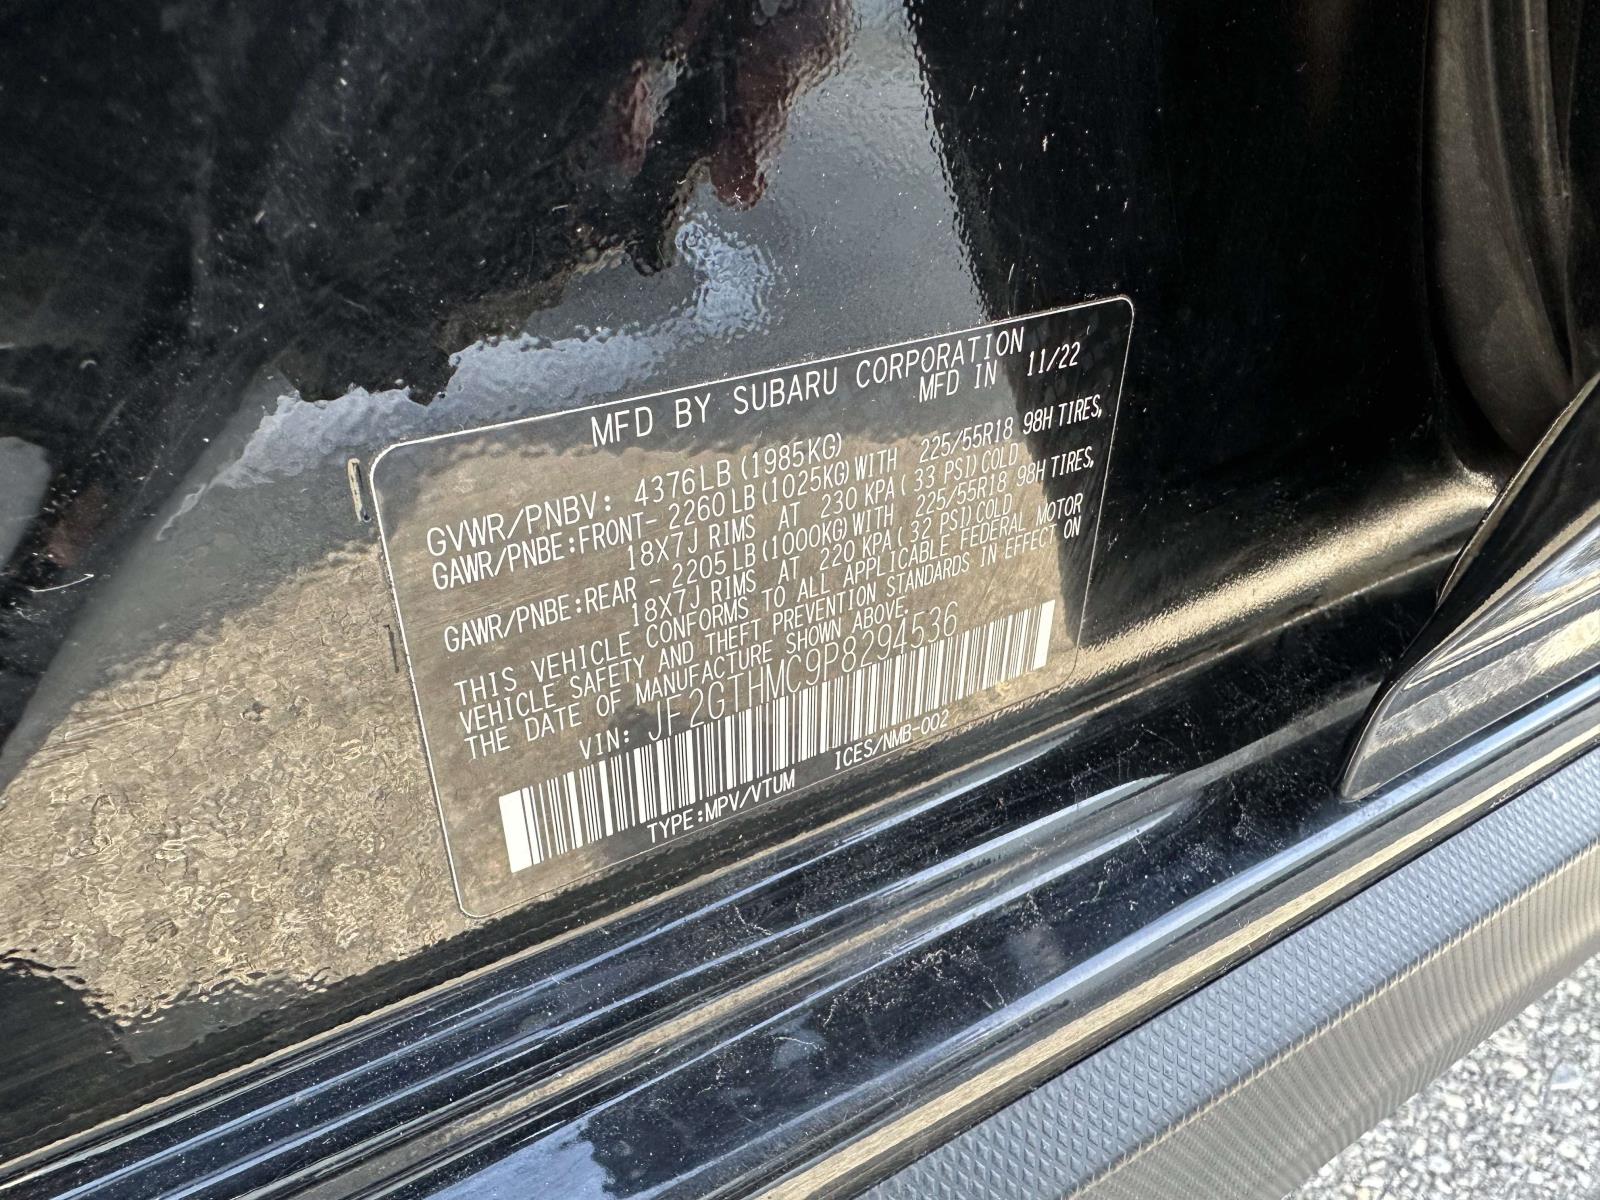 MFD BY SUBARU CORPORATION
MFD IN 11/22
GVWR/PNBV: 4376LB (1985KG)
GAWR/PNBE:FRONT- 2260LB(1025KG)WITH 225/55R18 98H TIRES,
18X7J RIMS AT 230 KPA( 33 PSI)COLD
GAWR/PNBE:REAR - 2205LB(1000KG)WITH 225/55R18 98H TIRES,
18X7J RIMS AT 220 KPA( 32 PSI)COLD
THIS VEHICLE CONFORMS TO ALL APPLICABLE FEDERAL MOTOR
VEHICLE SAFETY AND THEFT PREVENTION STANDARDS IN EFFECT ON
THE DATE OF MANUFACTURE SHOWN ABOVE.
VIN: JF2GTHMC9P8294536
TYPE:MPV/VTUM ICES/NMB-002